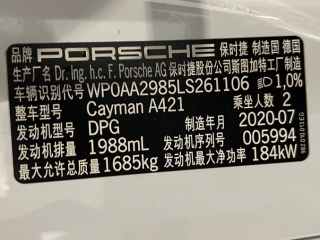 品牌 PORSCHE 保时捷 制造国 德国
生产厂名 Dr. Ing. h.c. F. Porsche AG 保时捷股份公司斯图加特工厂制造
车辆识别代号 WP0AA2985LS261106 1,0%
整车型号 Cayman A421 乘坐人数 2
发动机型号 DPG 制造年月 2020-07
发动机排量 1988mL 发动机序列号 005994
最大允许总质量 1685kg 发动机最大净功率 184kW
982.010.013.EG